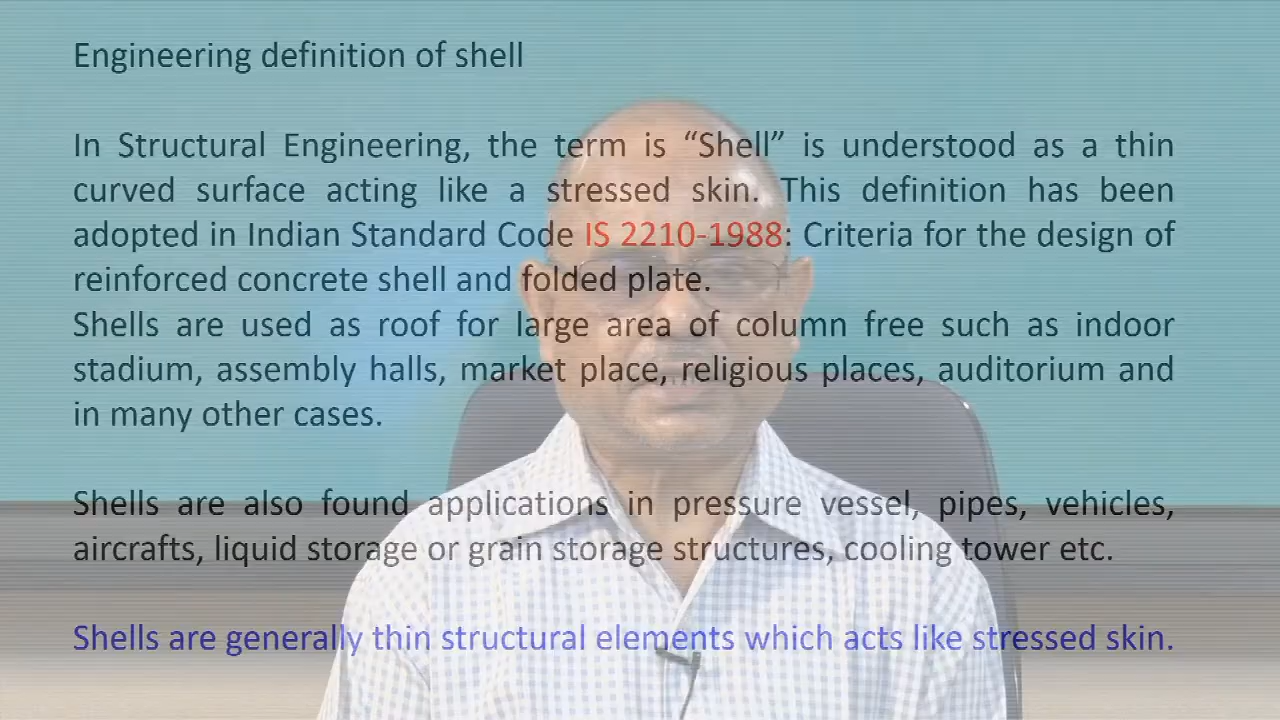 Engineering definition of shell
In Structural Engineering, the term is “Shell” is understood as a thin
curved surface acting like a stressed skin. This definition has been
adopted in Indian Standard Code IS 2210-1988: Criteria for the design of
reinforced concrete shell and folded plate.
Shells are used as roof for large area of column free such as indoor
stadium, assembly halls, market place, religious places, auditorium and
in many other cases.
Shells are also found applications in pressure vessel, pipes, vehicles,
aircrafts, liquid storage or grain storage structures, cooling tower etc.
Shells are generally thin structural elements which acts like stressed skin.